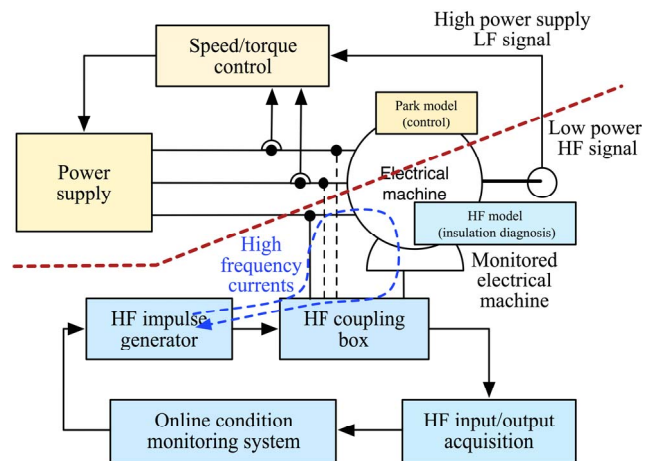 High power supply
LF signal
Speed/torque
control
Park model
(control)
Low power
HF signal
Power
supply
Electrical
machine
HF model
(insulation diagnosis)
High
frequency
currents
Monitored
electrical
machine
HF impulse
generator
HF coupling
box
Online condition
monitoring system
HF input/output
acquisition